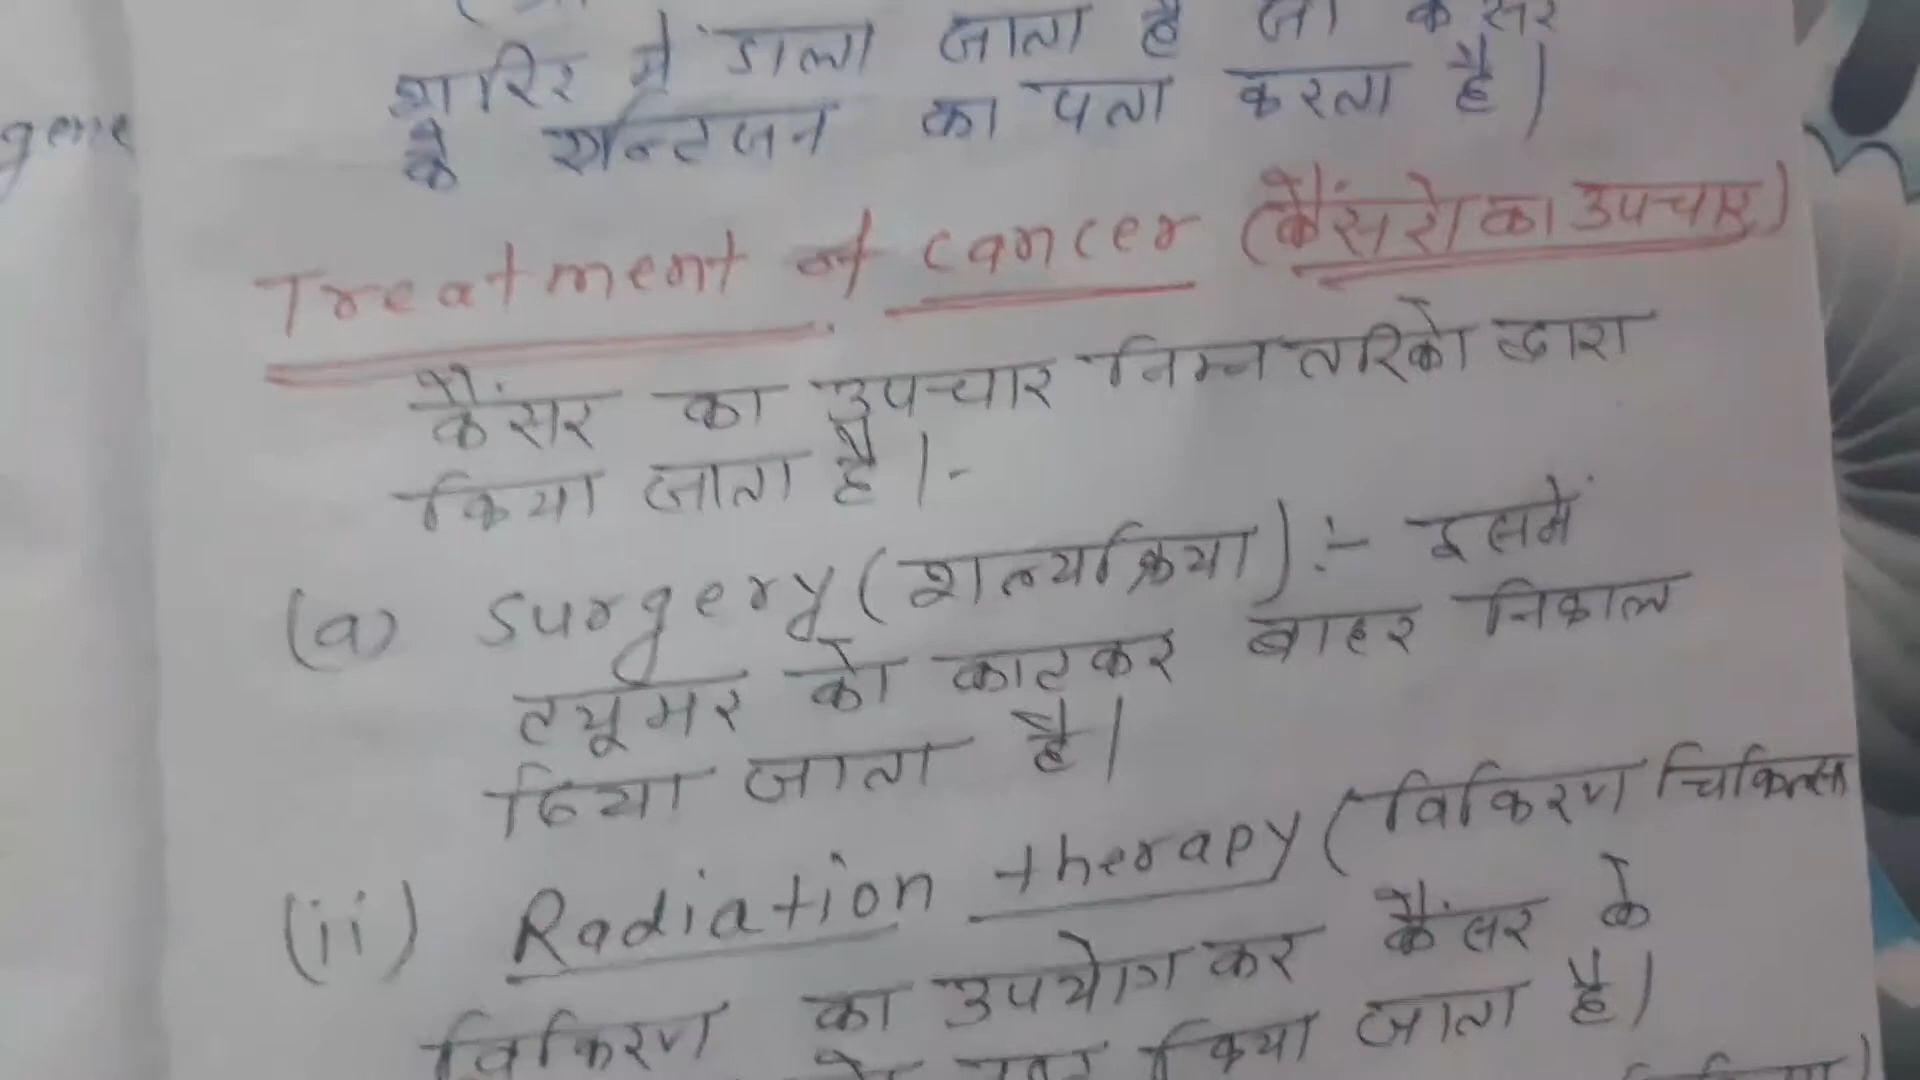 शरिर में डाला जाता है जो कैंसर
के एन्टिजन का पता करता है।
gene
Treatment of cancer (कैंसरो का उपचार)
कैंसर का उपचार निम्न तरिको द्वारा
किया जाता है।-
(a) Surgery (शल्यक्रिया) :- इसमें
ट्यूमर को काटकर बाहर निकाल
दिया जाता है।
(ii) Radiation therapy (विकिरण चिकित्सा
विकिरण का उपयोग कर कैंसर के
किया जाता है।